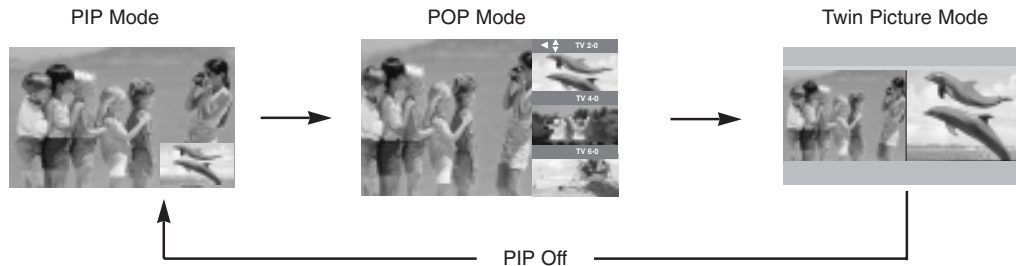 PIP Mode
POP Mode
Twin Picture Mode
TV 2-0
TV 4-0
TV 6-0
PIP Off